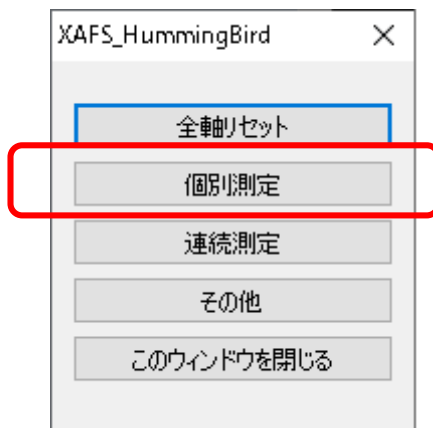 XAFS_HummingBird
全軸リセット
個別測定
連続測定
その他
このウィンドウを閉じる